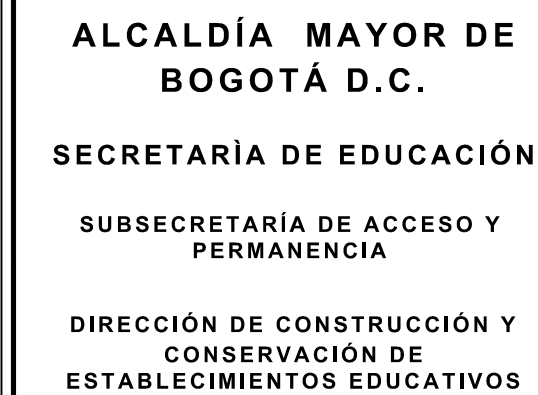 ALCALDÍA MAYOR DE
BOGOTÁ D.C.
SECRETARÌA DE EDUCACIÓN
SUBSECRETARÍA DE ACCESO Y
PERMANENCIA
DIRECCIÓN DE CONSTRUCCIÓN Y
CONSERVACIÓN DE
ESTABLECIMIENTOS EDUCATIVOS